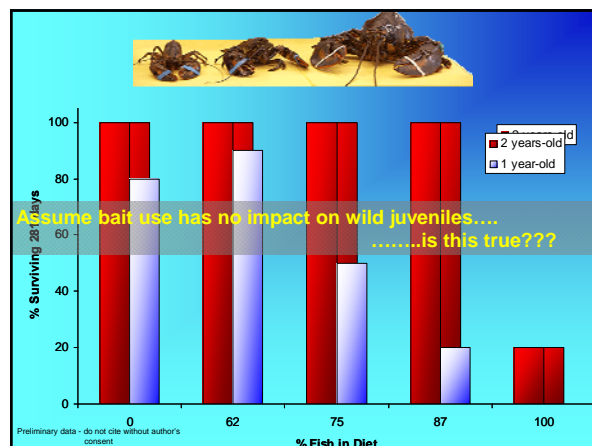 100
80
60
40
20
0
% Surviving 281 days
2 years-old
1 year-old
Assume bait use has no impact on wild juveniles….
……..is this true???
0 62 75 87 100
% Fish in Diet
Preliminary data - do not cite without author's
consent